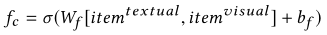 f_c = σ(W_f[item^{textual}, item^{visual}] + b_f)